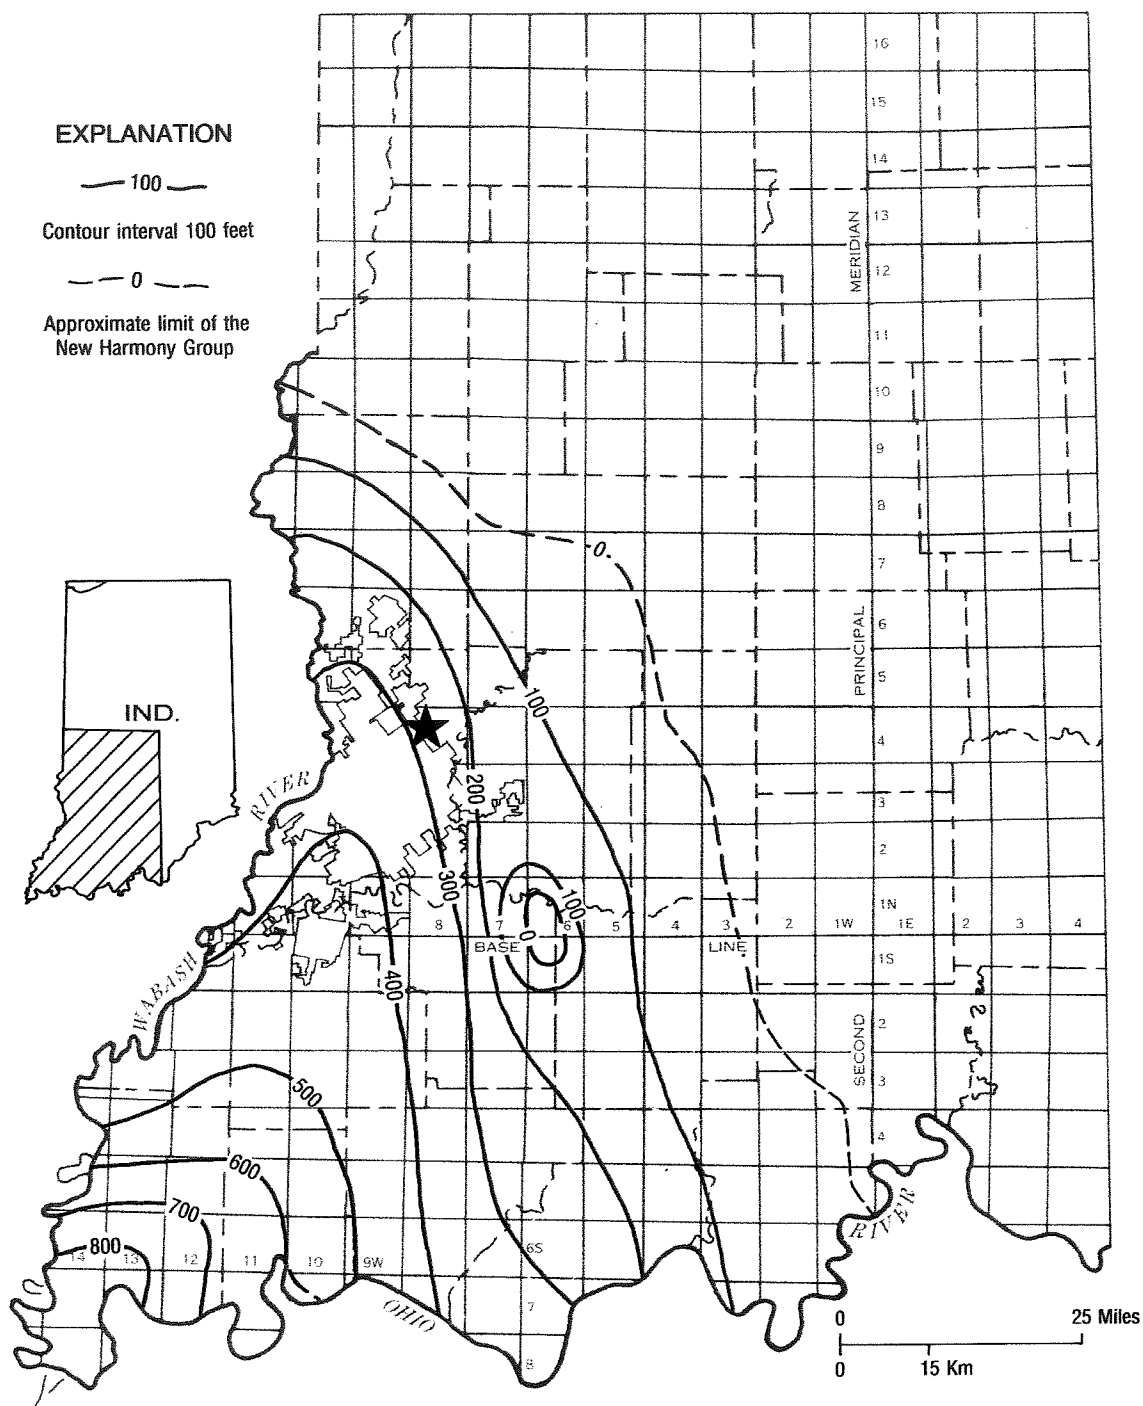 EXPLANATION
100
Contour interval 100 feet
0
Approximate limit of the
New Harmony Group
IND.
16
15
14
13
12
11
10
9
8
7
6
5
4
3
2
1N
1S
2
3
4
MERIDIAN
PRINCIPAL
SECOND
0
100
200
300
400
100
0
8 7 6 5 4 3 2 1W 1E 2 3 4
BASE LINE
WABASH RIVER
500
600
700
800
14 13 12 11 10 9W
6S
7
8
OHIO RIVER
0 25 Miles
0 15 Km